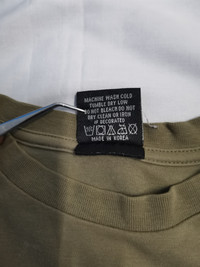 MACHINE WASH COLD
TUMBLE DRY LOW
DO NOT BLEACH DO NOT
DRY CLEAN OR IRON
IF DECORATED
MADE IN KOREA